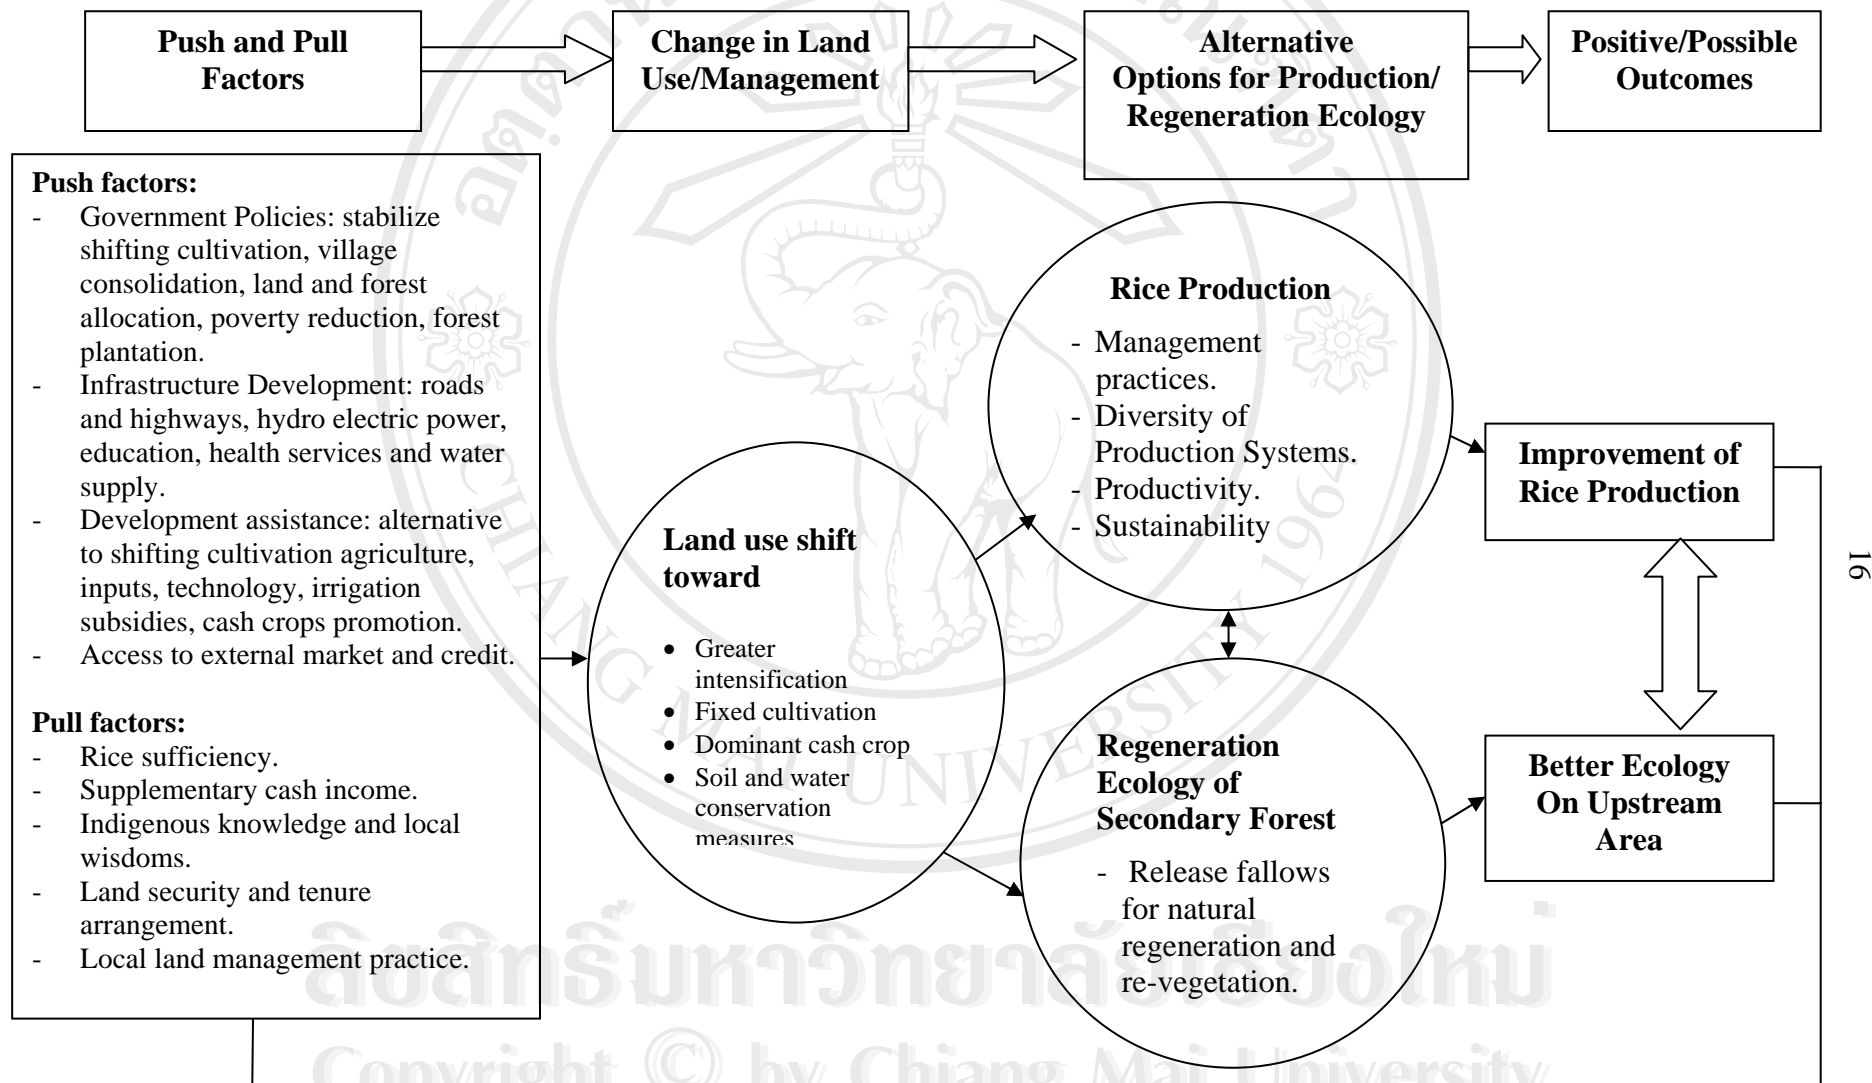 Push and Pull
Factors
Change in Land
Use/Management
Alternative
Options for Production/
Regeneration Ecology
Positive/Possible
Outcomes
Push factors:
- Government Policies: stabilize
shifting cultivation, village
consolidation, land and forest
allocation, poverty reduction, forest
plantation.
- Infrastructure Development: roads
and highways, hydro electric power,
education, health services and water
supply.
- Development assistance: alternative
to shifting cultivation agriculture,
inputs, technology, irrigation
subsidies, cash crops promotion.
- Access to external market and credit.
Pull factors:
- Rice sufficiency.
- Supplementary cash income.
- Indigenous knowledge and local
wisdoms.
- Land security and tenure
arrangement.
- Local land management practice.
Land use shift
toward
• Greater
intensification
• Fixed cultivation
• Dominant cash crop
• Soil and water
conservation
measures
Rice Production
- Management
practices.
- Diversity of
Production Systems.
- Productivity.
- Sustainability
Regeneration
Ecology of
Secondary Forest
- Release fallows
for natural
regeneration and
re-vegetation.
Improvement of
Rice Production
Better Ecology
On Upstream
Area
16
CHIANG MAI UNIVERSITY 1964
ลิขสิทธิ์มหาวิทยาลัยเชียงใหม่
Copyright © by Chiang Mai University